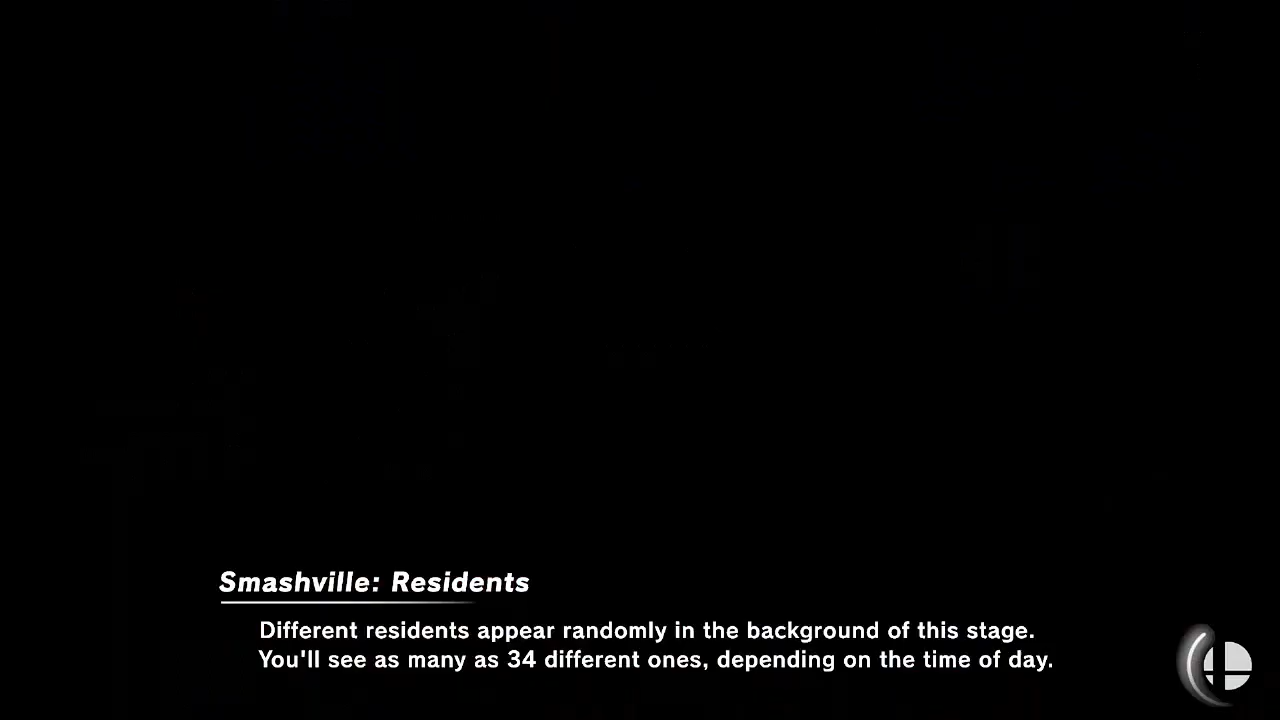 Smashville: Residents
Different residents appear randomly in the background of this stage.
You'll see as many as 34 different ones, depending on the time of day.